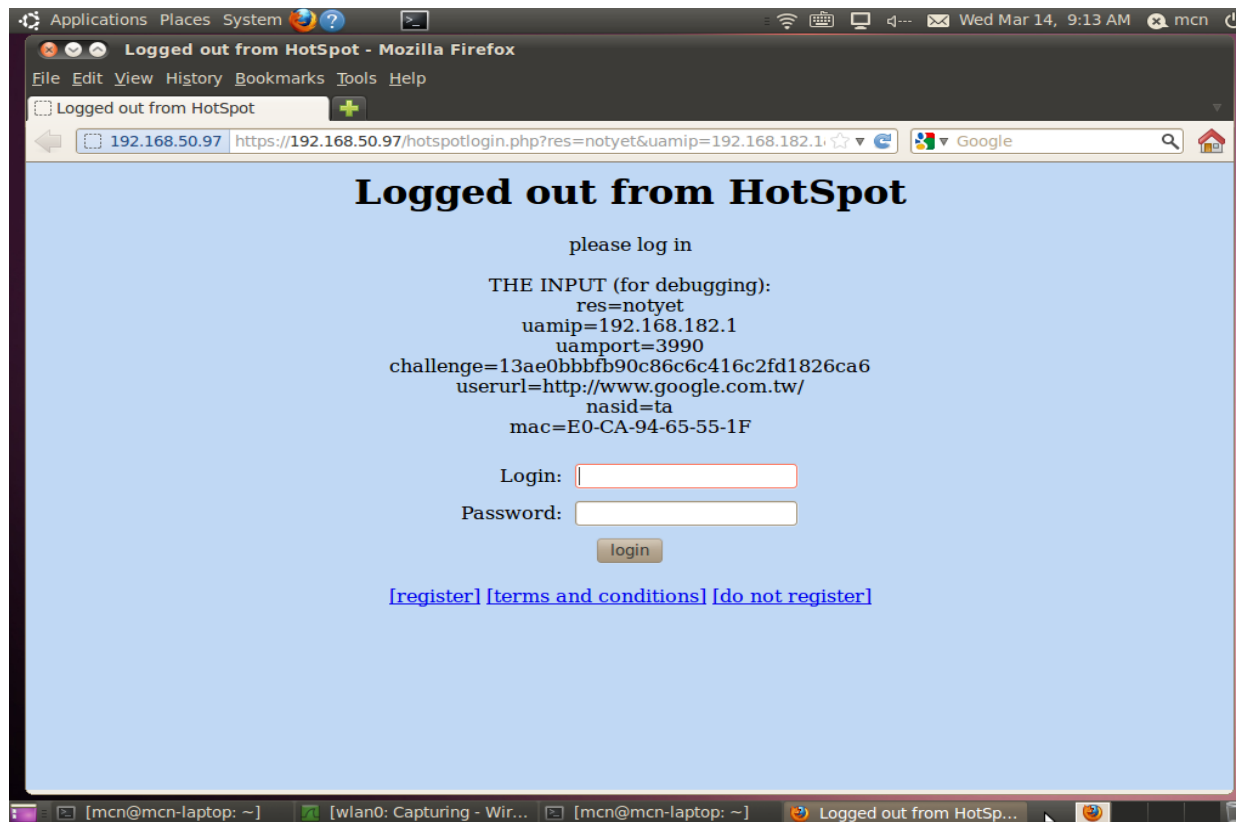 Applications Places System
Wed Mar 14, 9:13 AM mcn
Logged out from HotSpot - Mozilla Firefox
File Edit View History Bookmarks Tools Help
Logged out from HotSpot
192.168.50.97 https://192.168.50.97/hotspotlogin.php?res=notyet&uamip=192.168.182.1
Google
Logged out from HotSpot
please log in
THE INPUT (for debugging):
res=notyet
uamip=192.168.182.1
uamport=3990
challenge=13ae0bbbfb90c86c6c416c2fd1826ca6
userurl=http://www.google.com.tw/
nasid=ta
mac=E0-CA-94-65-55-1F
Login:
Password:
login
[register] [terms and conditions] [do not register]
[mcn@mcn-laptop: ~] [wlan0: Capturing - Wir... [mcn@mcn-laptop: ~] Logged out from HotSp...